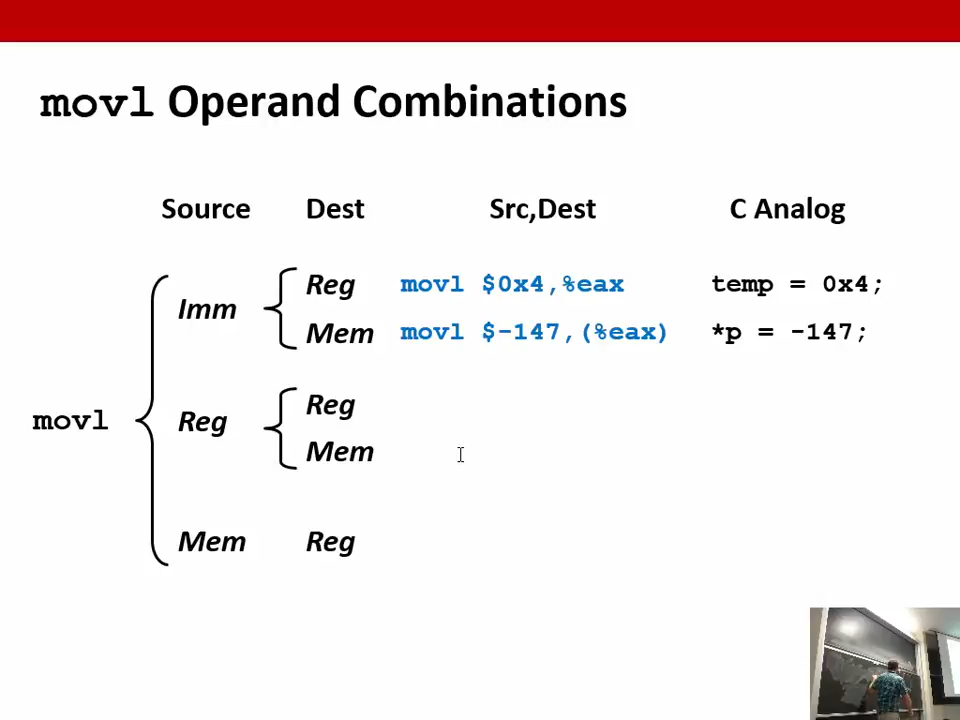 movl Operand Combinations
Source Dest Src,Dest C Analog
Imm
Reg movl $0x4,%eax temp = 0x4;
Mem movl $-147,(%eax) *p = -147;
movl
Reg
Reg
Mem
Mem Reg